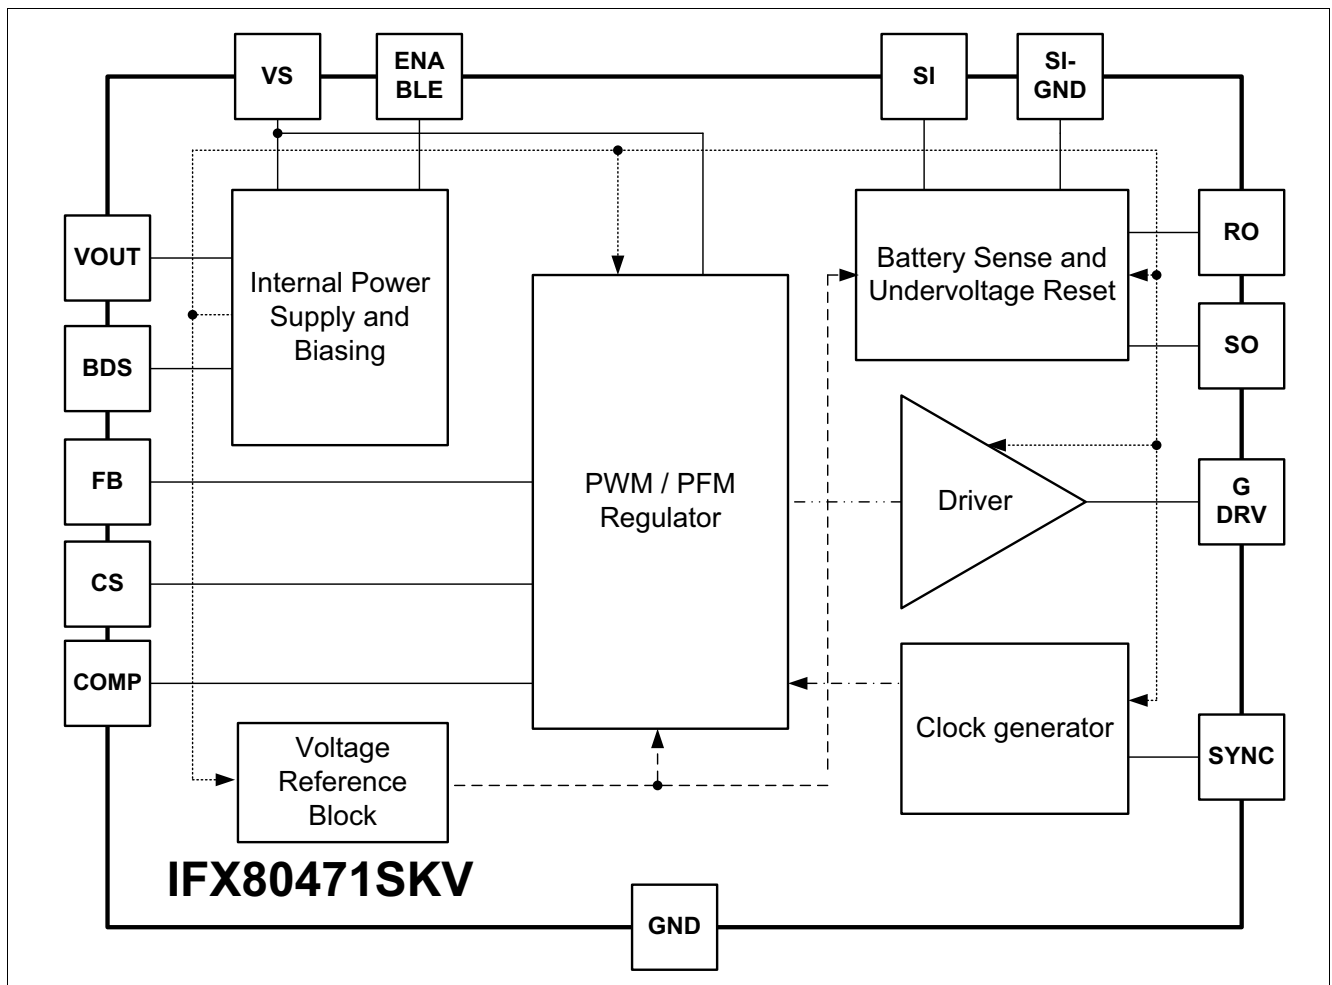 VS
ENA
BLE
SI
SI-
GND
VOUT
BDS
FB
CS
COMP
Internal Power
Supply and
Biasing
PWM / PFM
Regulator
Battery Sense and
Undervoltage Reset
Driver
Clock generator
Voltage
Reference
Block
RO
SO
G
DRV
SYNC
IFX80471SKV
GND